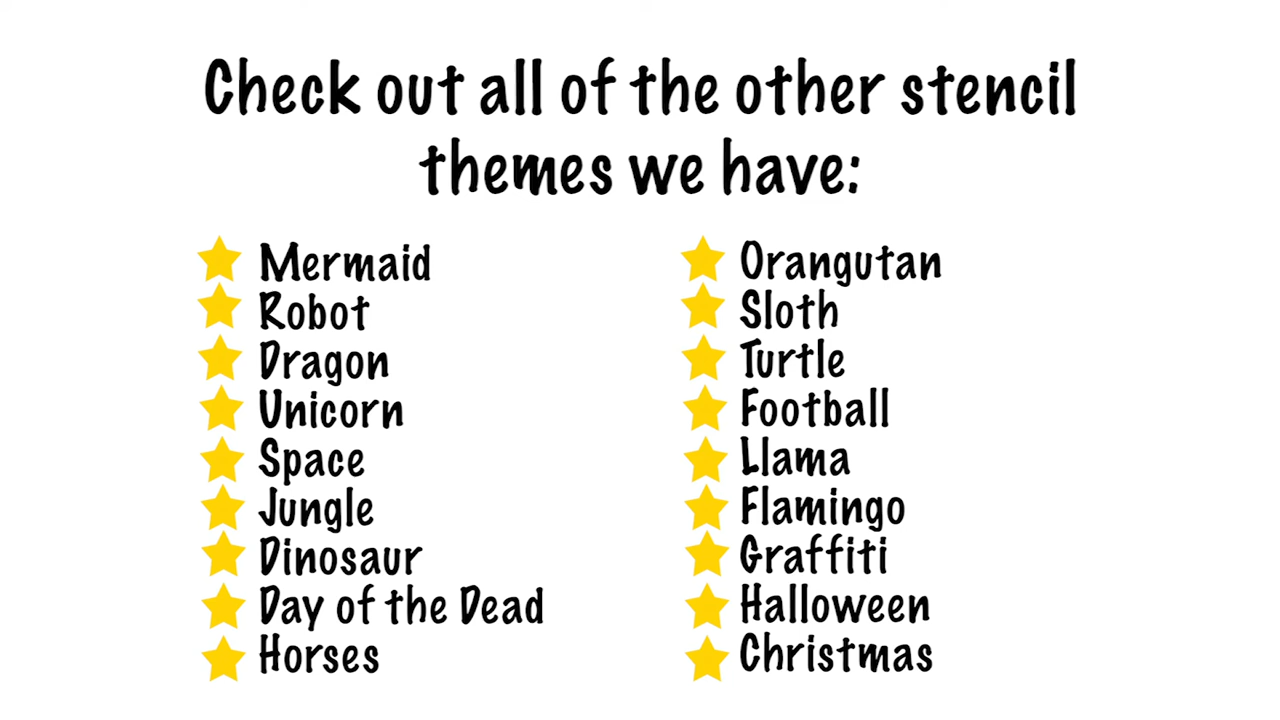 Check out all of the other stencil
themes we have:
Mermaid
Robot
Dragon
Unicorn
Space
Jungle
Dinosaur
Day of the Dead
Horses
Orangutan
Sloth
Turtle
Football
Llama
Flamingo
Graffiti
Halloween
Christmas